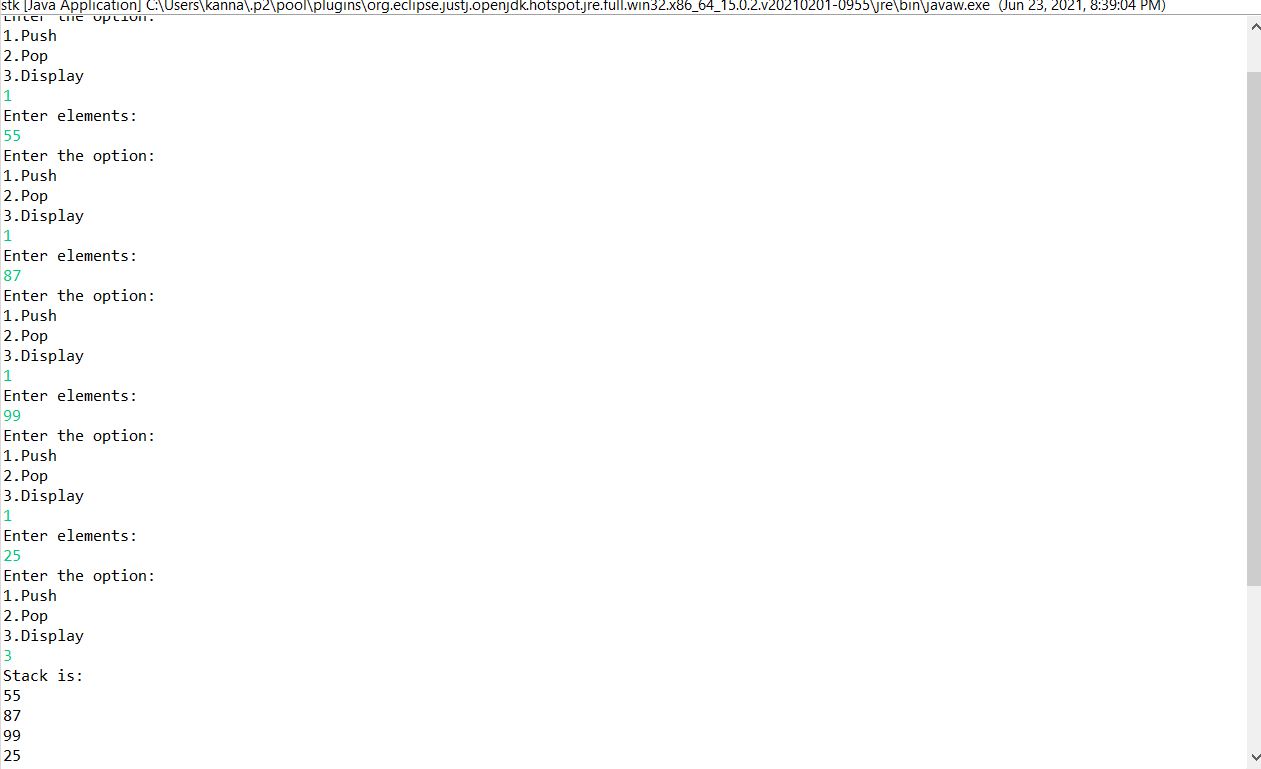 stk [Java Application] C:\Users\kanna\.p2\pool\plugins\org.eclipse.justj.openjdk.hotspot.jre.full.win32.x86_64_15.0.2.v20210201-0955\jre\bin\javaw.exe (Jun 23, 2021, 8:39:04 PM)
Enter the option:
1.Push
2.Pop
3.Display
1
Enter elements:
55
Enter the option:
1.Push
2.Pop
3.Display
1
Enter elements:
87
Enter the option:
1.Push
2.Pop
3.Display
1
Enter elements:
99
Enter the option:
1.Push
2.Pop
3.Display
1
Enter elements:
25
Enter the option:
1.Push
2.Pop
3.Display
3
Stack is:
55
87
99
25